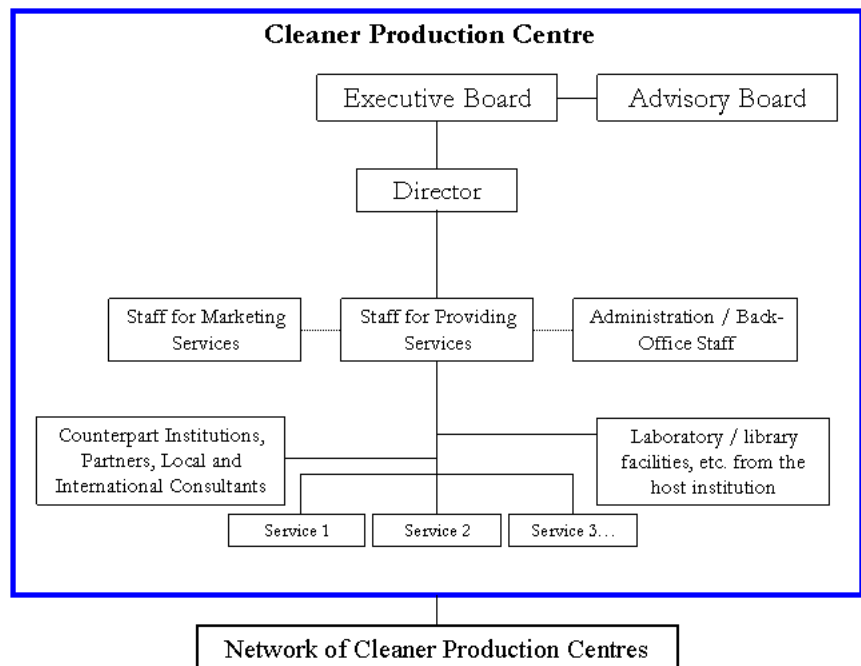 Cleaner Production Centre
Executive Board
Advisory Board
Director
Staff for Marketing
Services
Staff for Providing
Services
Administration / Back-
Office Staff
Counterpart Institutions,
Partners, Local and
International Consultants
Laboratory / library
facilities, etc. from the
host institution
Service 1
Service 2
Service 3…
Network of Cleaner Production Centres